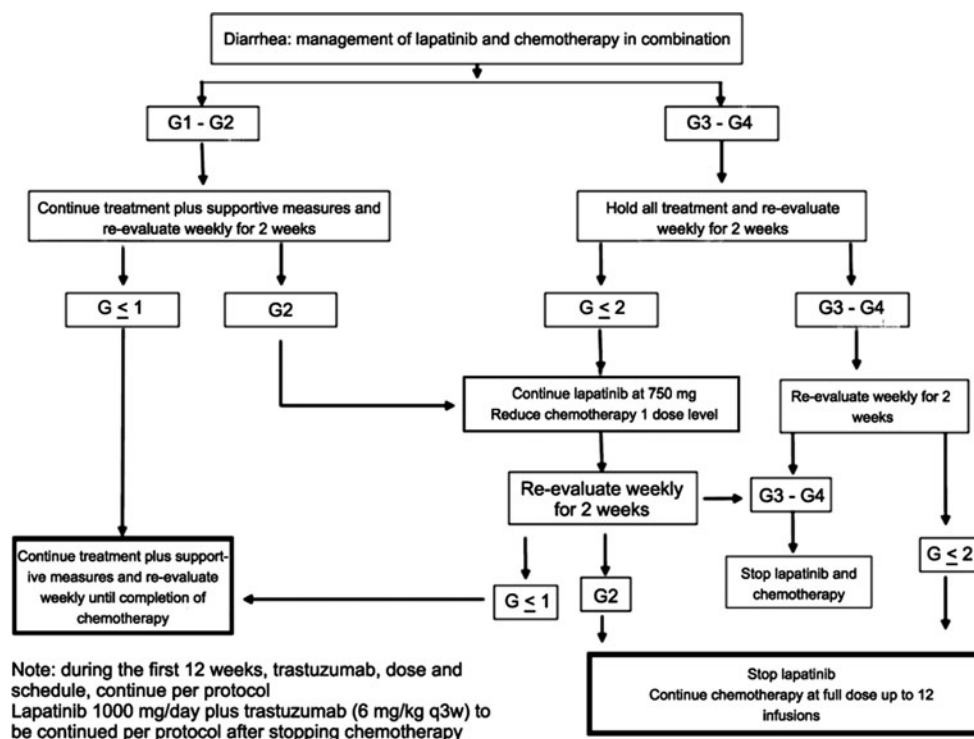 Diarrhea: management of lapatinib and chemotherapy in combination
G1 - G2
G3 - G4
Continue treatment plus supportive measures and
re-evaluate weekly for 2 weeks
Hold all treatment and re-evaluate
weekly for 2 weeks
G ≤ 1
G2
G ≤ 2
G3 - G4
Continue lapatinib at 750 mg
Reduce chemotherapy 1 dose level
Re-evaluate weekly for 2
weeks
Re-evaluate weekly
for 2 weeks
G3 - G4
Continue treatment plus support-
ive measures and re-evaluate
weekly until completion of
chemotherapy
G ≤ 1
G2
Stop lapatinib and
chemotherapy
G ≤ 2
Note: during the first 12 weeks, trastuzumab, dose and
schedule, continue per protocol
Lapatinib 1000 mg/day plus trastuzumab (6 mg/kg q3w) to
be continued per protocol after stopping chemotherapy
Stop lapatinib
Continue chemotherapy at full dose up to 12
infusions